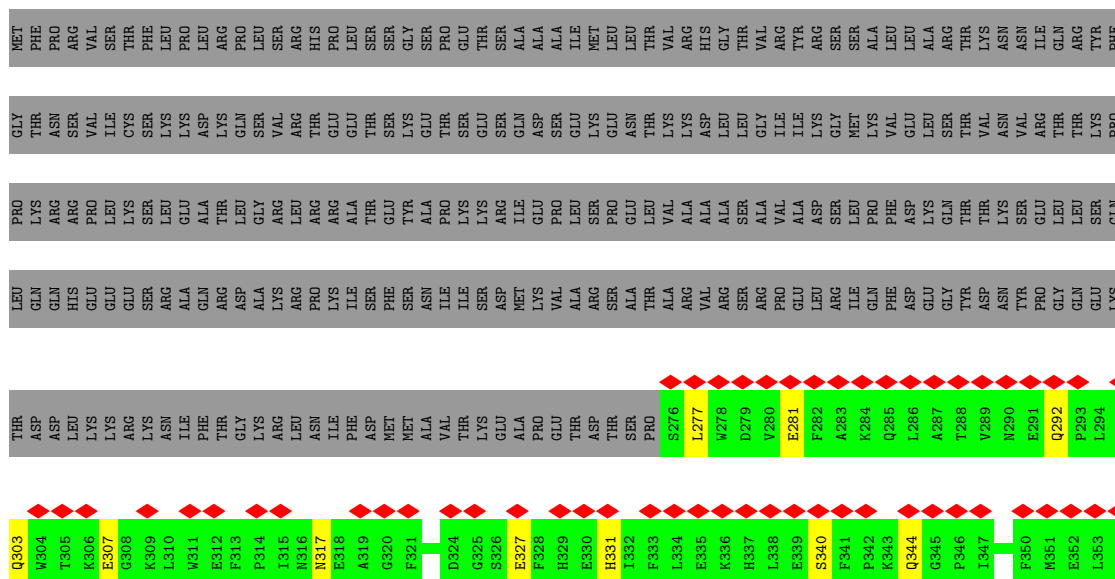 MET PHE PRO ARG VAL SER THR PHE LEU PRO LEU ARG PRO LEU SER ARG HIS PRO LEU SER SER GLY SER PRO GLU THR SER ALA ALA ALA ILE MET LEU LEU THR VAL ARG HIS GLY THR VAL ARG TYR ARG SER SER ALA LEU LEU ALA ARG THR LYS ASN ASN ILE GLN ARG TYR PHE
GLY THR ASN SER VAL ILE CYS SER LYS LYS ASP LYS GLN SER VAL ARG THR GLU GLU THR SER LYS GLU THR SER GLU SER GLN ASP SER GLU LYS GLU ASN THR LYS LYS ASP LEU LEU GLY ILE ILE LYS GLY MET LYS VAL GLU LEU SER THR VAL ASN VAL ARG THR THR LYS PRO
PRO LYS ARG ARG PRO LEU LYS SER LEU GLU ALA THR LEU GLY ARG LEU ARG ARG ALA THR GLU TYR ALA PRO LYS LYS ARG ILE GLU PRO LEU SER PRO GLU LEU VAL ALA ALA ALA SER ALA VAL ALA ASP SER LEU PRO PHE ASP LYS GLN THR THR LYS SER GLU LEU LEU SER GLN
LEU GLN GLN HIS GLU GLU GLU SER ARG ALA GLN ARG ASP ALA LYS ARG PRO LYS ILE SER PHE SER ASN ILE ILE SER ASP MET LYS VAL ALA ARG SER ALA THR ALA ARG VAL ARG SER ARG PRO GLU LEU ARG ILE GLN PHE ASP GLU GLY TYR ASP ASN TYR PRO GLY GLN GLU LYS
THR ASP ASP LEU LYS LYS ARG LYS ASN ILE PHE THR GLY LYS ARG LEU ASN ILE PHE ASP MET MET ALA VAL THR LYS GLU ALA PRO GLU THR ASP THR SER PRO S276 L277 W278 D279 V280 E281 F282 A283 K284 Q285 L286 A287 T288 V289 N290 E291 Q292 P293 L294
Q303 W304 T305 K306 E307 G308 K309 L310 W311 E312 F313 P314 I315 N316 N317 E318 A319 G320 F321 D324 G325 S326 E327 F328 H329 E330 H331 I332 F333 L334 E335 K336 H337 L338 E339 S340 F341 P342 K343 Q344 G345 P346 I347 F350 M351 E352 L353